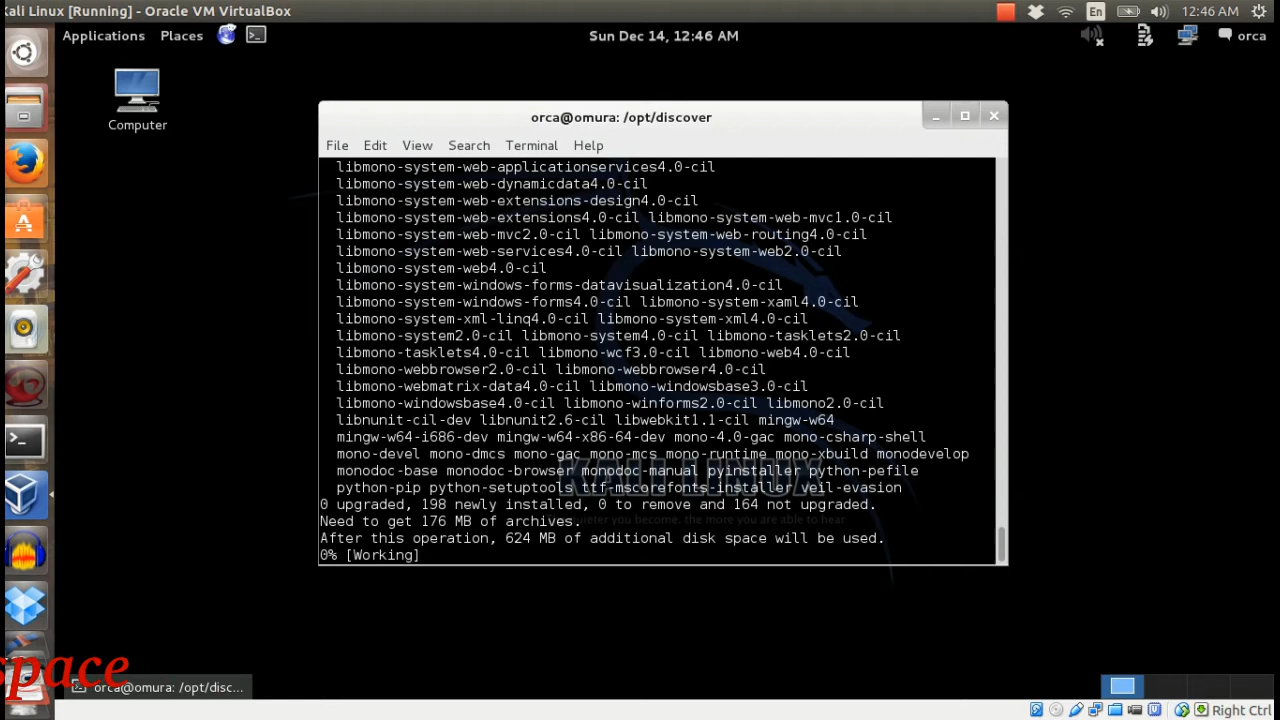 Kali Linux [Running] - Oracle VM VirtualBox
En
12:46 AM
Applications Places
Sun Dec 14, 12:46 AM
orca
Computer
orca@omura: /opt/discover
File Edit View Search Terminal Help
libmono-system-web-applicationservices4.0-cil
libmono-system-web-dynamicdata4.0-cil
libmono-system-web-extensions-design4.0-cil
libmono-system-web-extensions4.0-cil libmono-system-web-mvc1.0-cil
libmono-system-web-mvc2.0-cil libmono-system-web-routing4.0-cil
libmono-system-web-services4.0-cil libmono-system-web2.0-cil
libmono-system-web4.0-cil
libmono-system-windows-forms-datavisualization4.0-cil
libmono-system-windows-forms4.0-cil libmono-system-xaml4.0-cil
libmono-system-xml-linq4.0-cil libmono-system-xml4.0-cil
libmono-system2.0-cil libmono-system4.0-cil libmono-tasklets2.0-cil
libmono-tasklets4.0-cil libmono-wcf3.0-cil libmono-web4.0-cil
libmono-webbrowser2.0-cil libmono-webbrowser4.0-cil
libmono-webmatrix-data4.0-cil libmono-windowsbase3.0-cil
libmono-windowsbase4.0-cil libmono-winforms2.0-cil libmono2.0-cil
libnunit-cil-dev libnunit2.6-cil libwebkit1.1-cil mingw-w64
mingw-w64-i686-dev mingw-w64-x86-64-dev mono-4.0-gac mono-csharp-shell
mono-devel mono-dmcs mono-gac mono-mcs mono-runtime mono-xbuild monodevelop
monodoc-base monodoc-browser monodoc-manual pyinstaller python-pefile
python-pip python-setuptools ttf-mscorefonts-installer veil-evasion
0 upgraded, 198 newly installed, 0 to remove and 164 not upgraded.
Need to get 176 MB of archives.
After this operation, 624 MB of additional disk space will be used.
0% [Working]
KALI LINUX
the quieter you become, the more you are able to hear
space
orca@omura: /opt/disc...
Right Ctrl